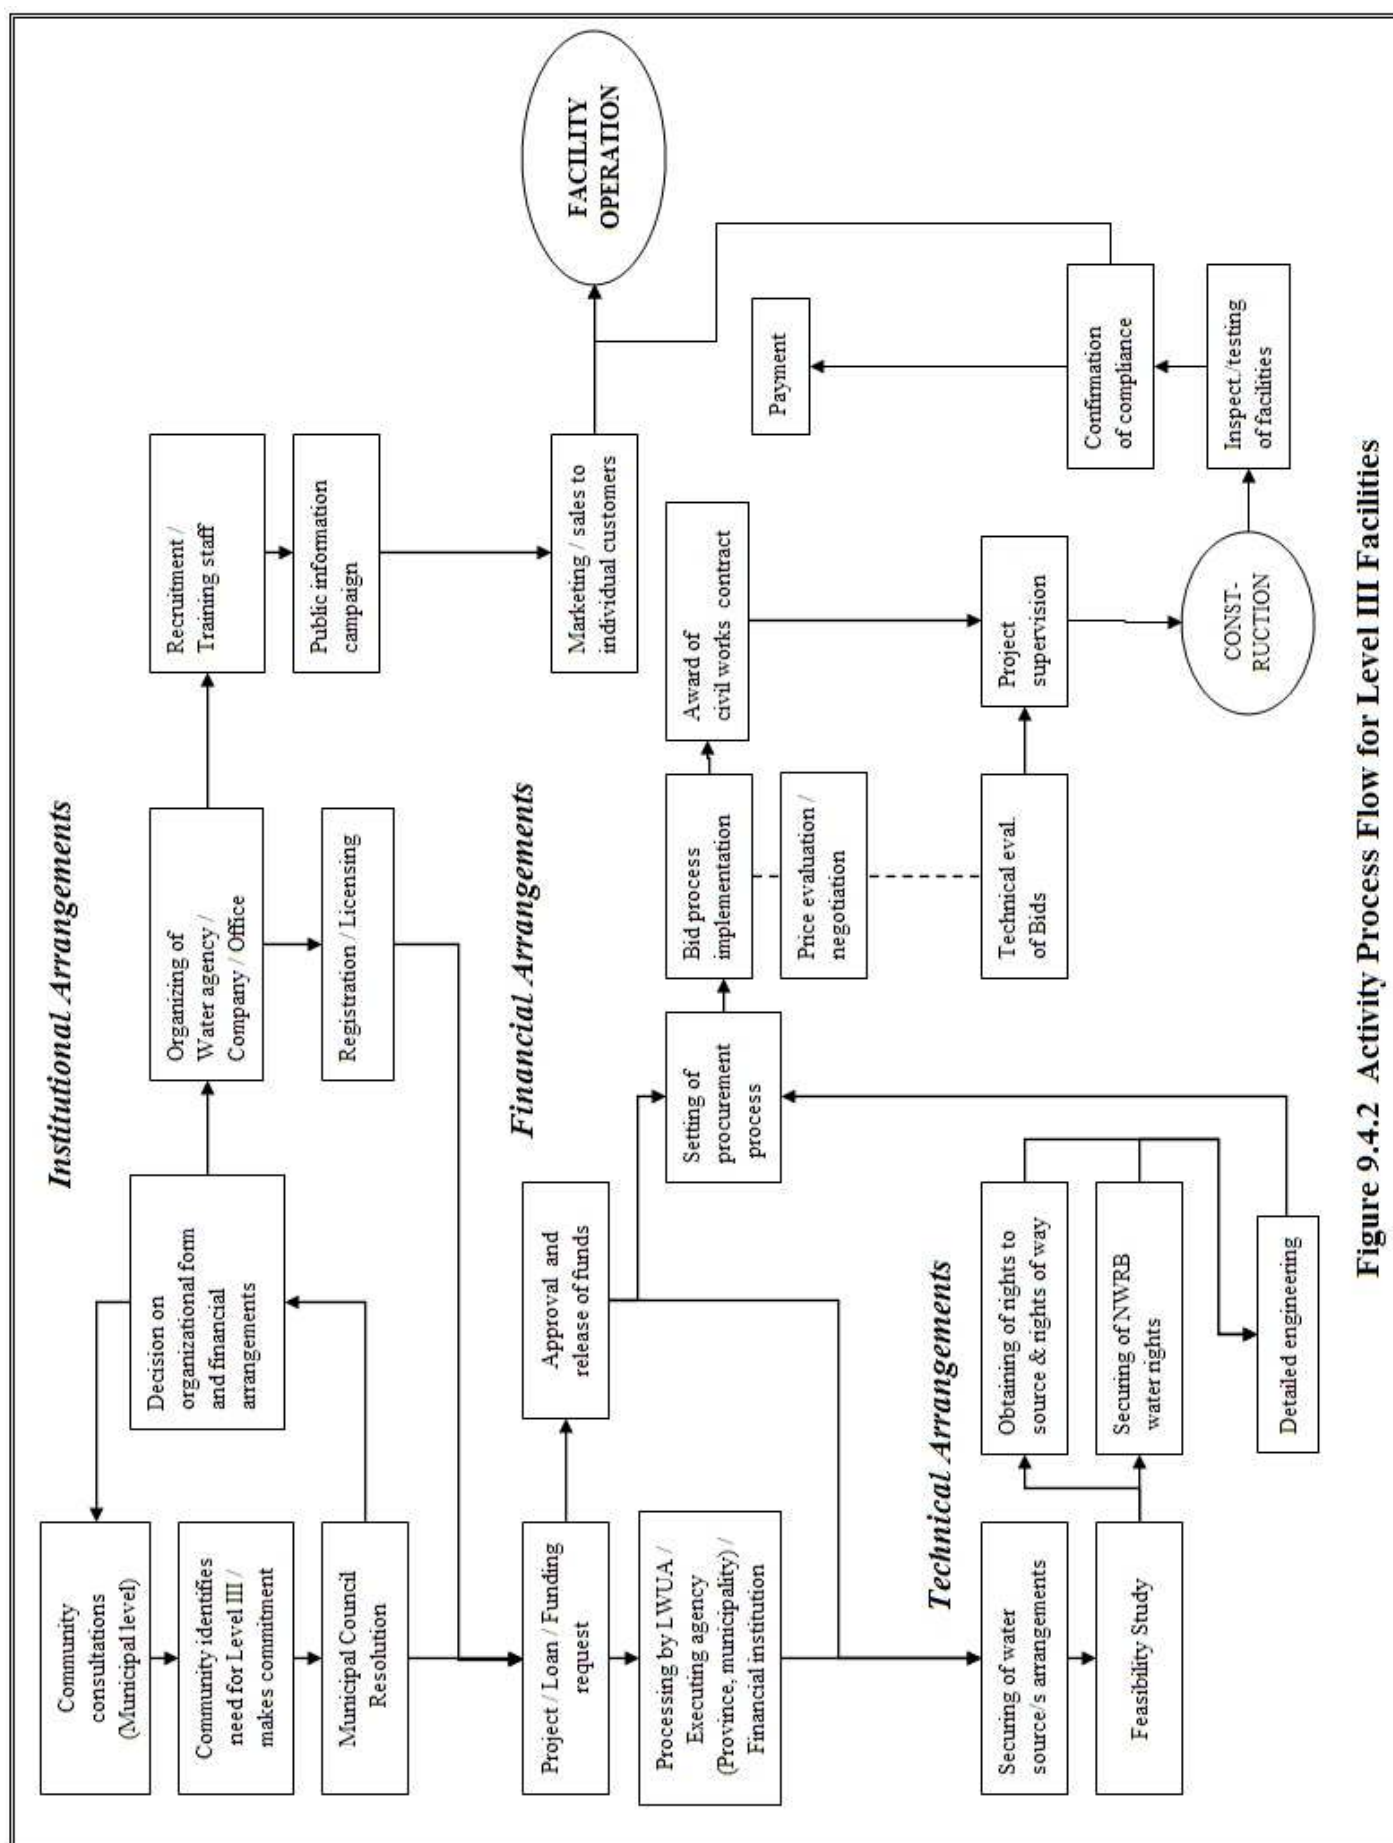 Institutional Arrangements
Community
consultations
(Municipal level)
Community identifies
need for Level III /
makes commitment
Municipal Council
Resolution
Decision on
organizational form
and financial
arrangements
Organizing of
Water agency /
Company / Office
Registration / Licensing
Recruitment /
Training staff
Public information
campaign
Marketing / sales to
individual customers
FACILITY
OPERATION
Financial Arrangements
Project / Loan / Funding
request
Processing by LWUA /
Executing agency
(Province, municipality) /
Financial institution
Approval and
release of funds
Setting of
procurement
process
Bid process
implementation
Price evaluation /
negotiation
Award of
civil works contract
Payment
Technical Arrangements
Securing of water
source/s arrangements
Feasibility Study
Obtaining of rights to
source & rights of way
Securing of NWRB
water rights
Detailed engineering
Technical eval.
of Bids
Project
supervision
CONST-
RUCTION
Confirmation
of compliance
Inspect./testing
of facilities
Figure 9.4.2 Activity Process Flow for Level III Facilities